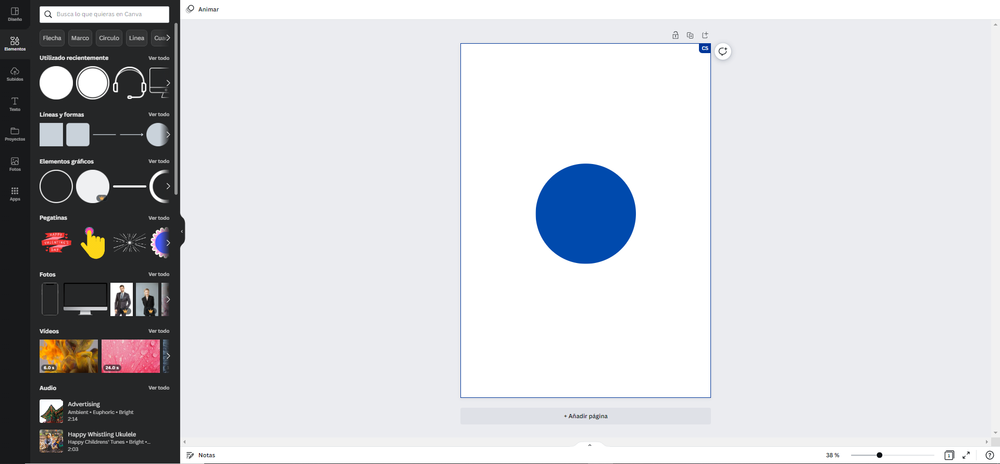 Diseño
Elementos
Subidos
Texto
Proyectos
Fotos
Apps
Busca lo que quieras en Canva
Flecha Marco Circulo Linea
Utilizado recientemente Ver todo
Líneas y formas Ver todo
Elementos gráficos Ver todo
Pegatinas Ver todo
HAPPY
VALENTINE'S
DAY
Fotos Ver todo
Vídeos Ver todo
6.0 s 24.0 s
Audio Ver todo
Advertising
Ambient • Euphoric • Bright
2:14
Happy Whistling Ukulele
Happy Childrens' Tunes • Bright •...
2:03
Animar
CS
+ Añadir página
Notas
38 %
1
?